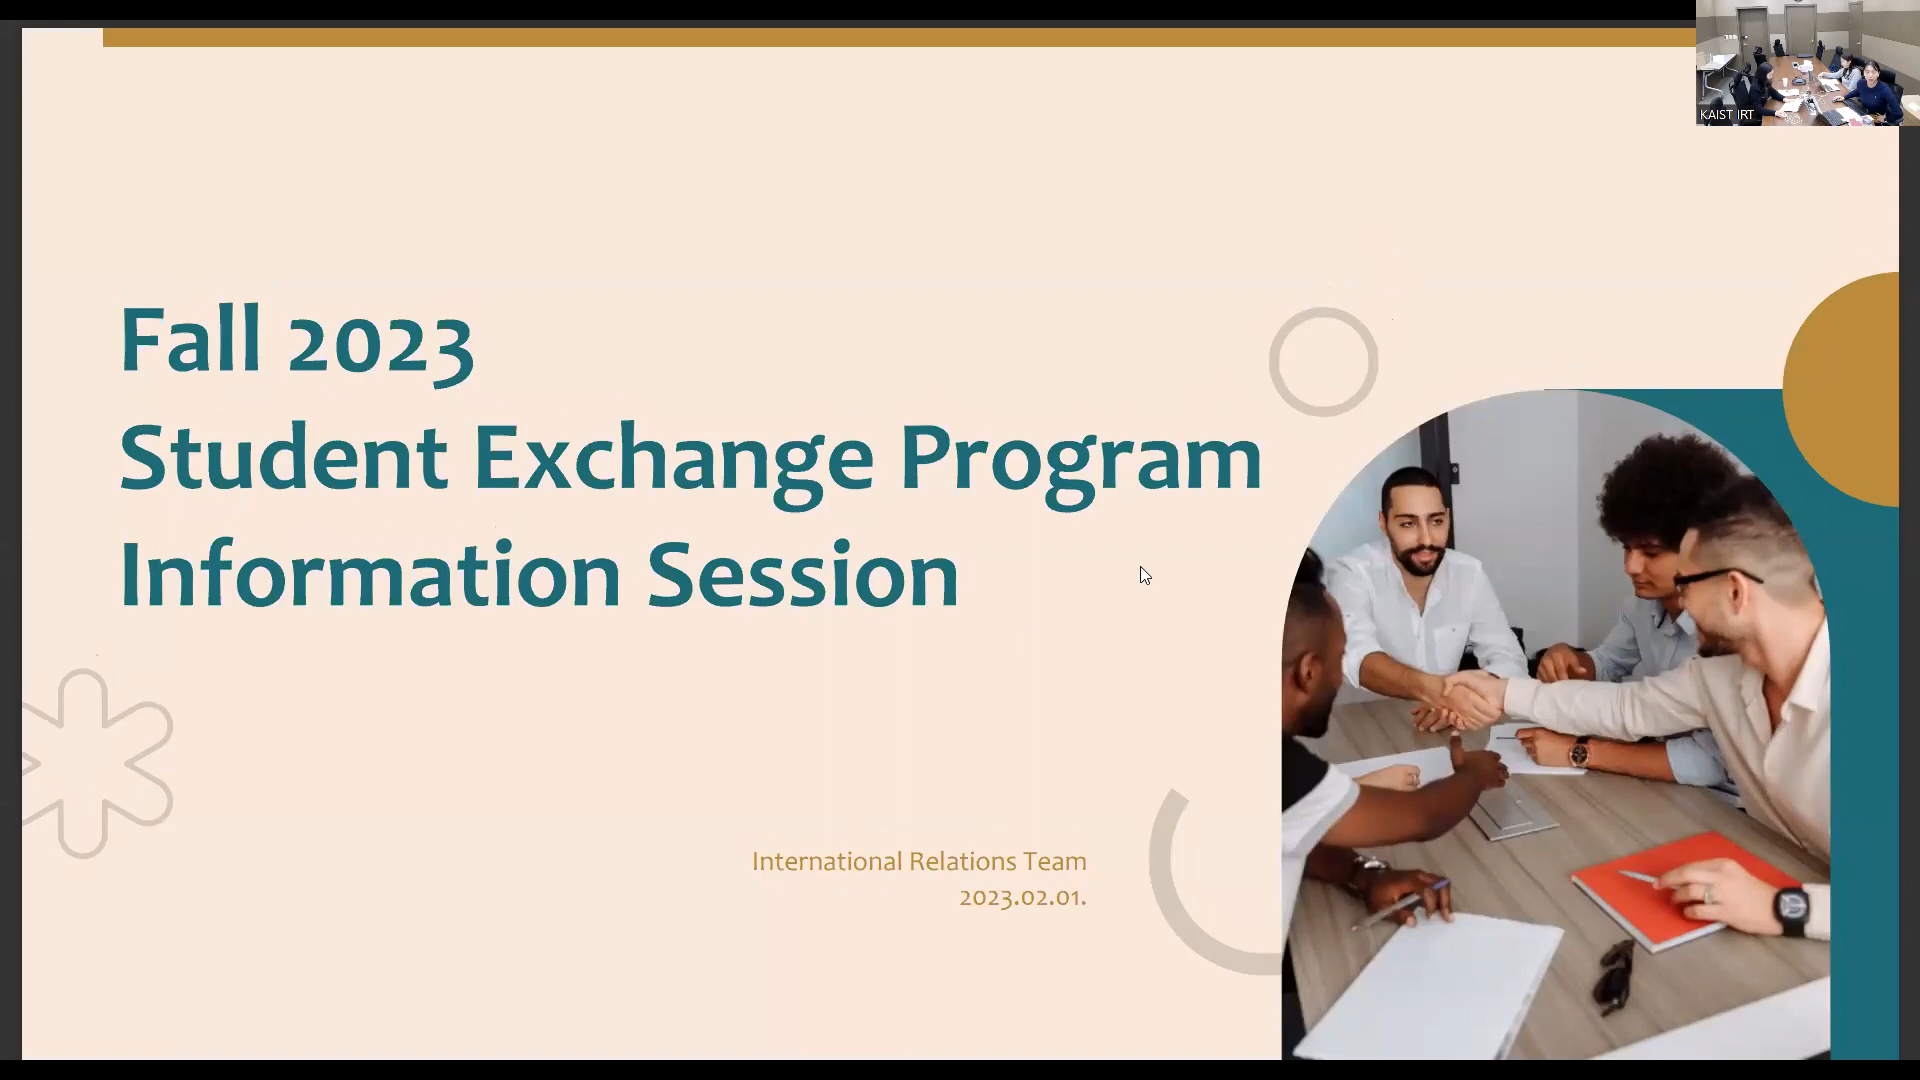 KAIST IRT
Fall 2023
Student Exchange Program
Information Session
International Relations Team
2023.02.01.